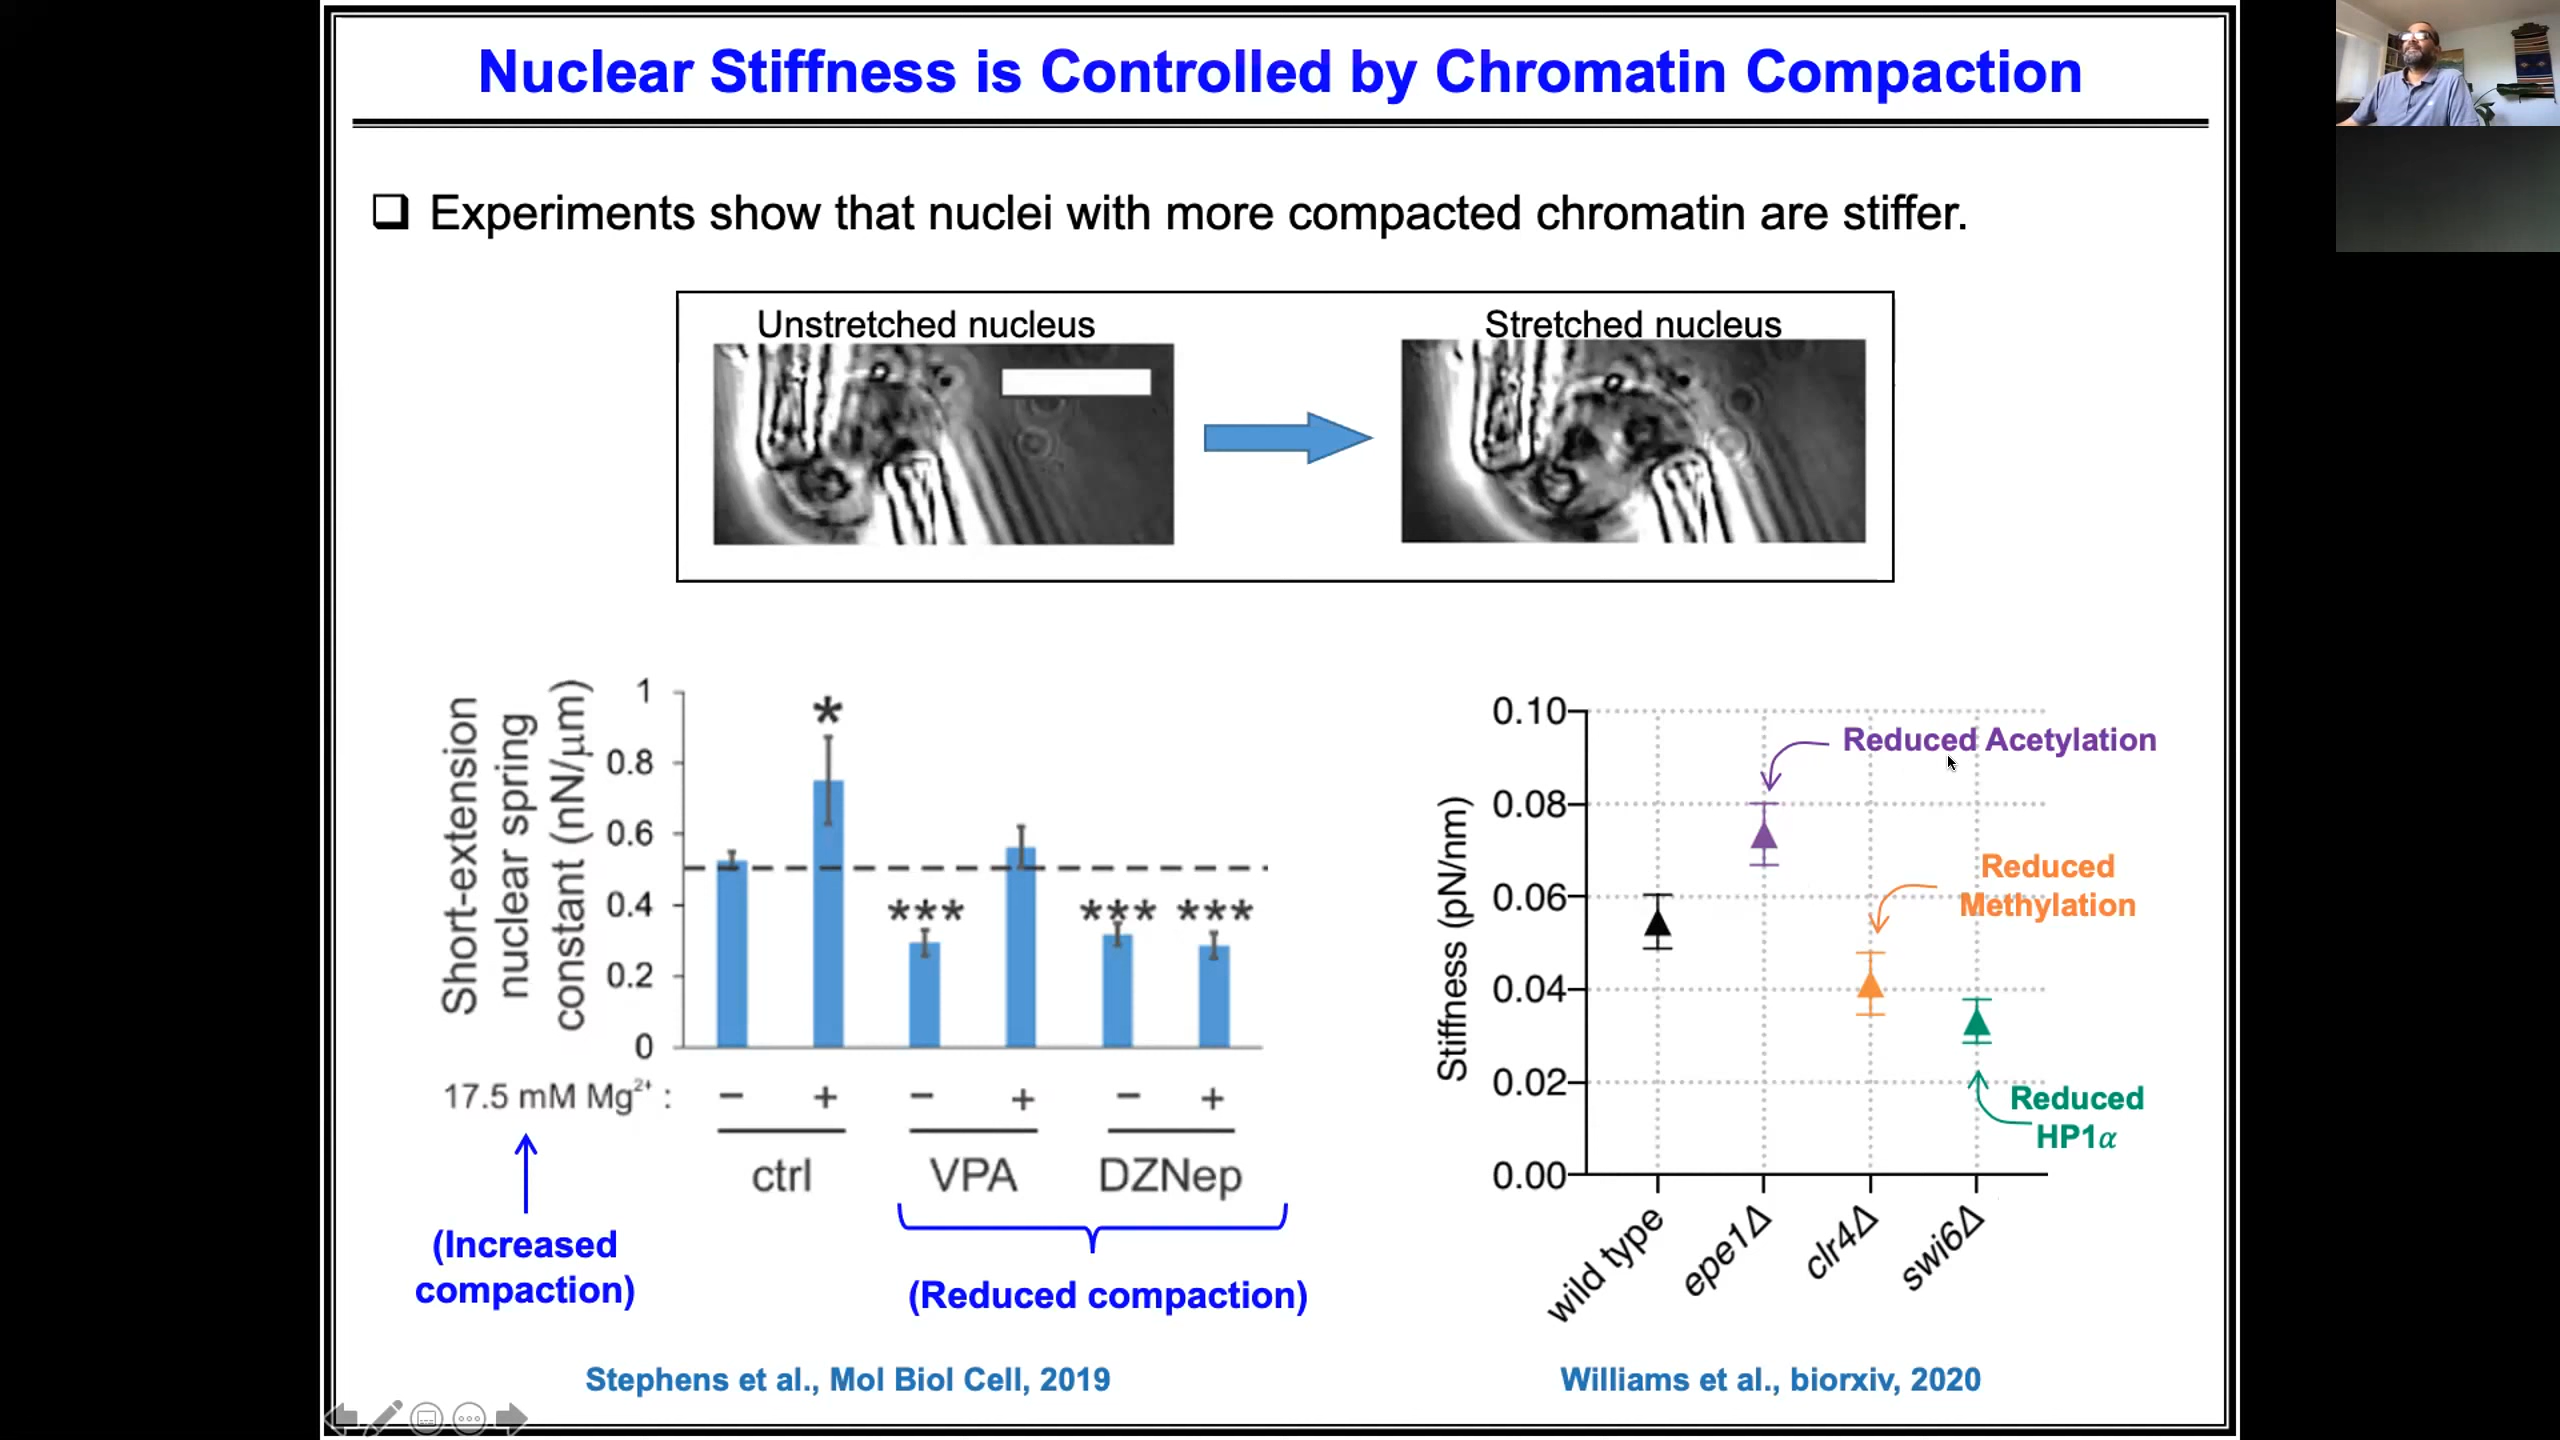 Nuclear Stiffness is Controlled by Chromatin Compaction
Experiments show that nuclei with more compacted chromatin are stiffer.
Unstretched nucleus
Stretched nucleus
Short-extension
nuclear spring
constant (nN/μm)
1
0.8
0.6
0.4
0.2
0
*
***
*** ***
17.5 mM Mg²⁺ : − + − + − +
ctrl VPA DZNep
(Increased
compaction)
(Reduced compaction)
Stephens et al., Mol Biol Cell, 2019
Stiffness (pN/nm)
0.10
0.08
0.06
0.04
0.02
0.00
Reduced Acetylation
Reduced
Methylation
Reduced
HP1α
wild type
epe1Δ
clr4Δ
swi6Δ
Williams et al., biorxiv, 2020